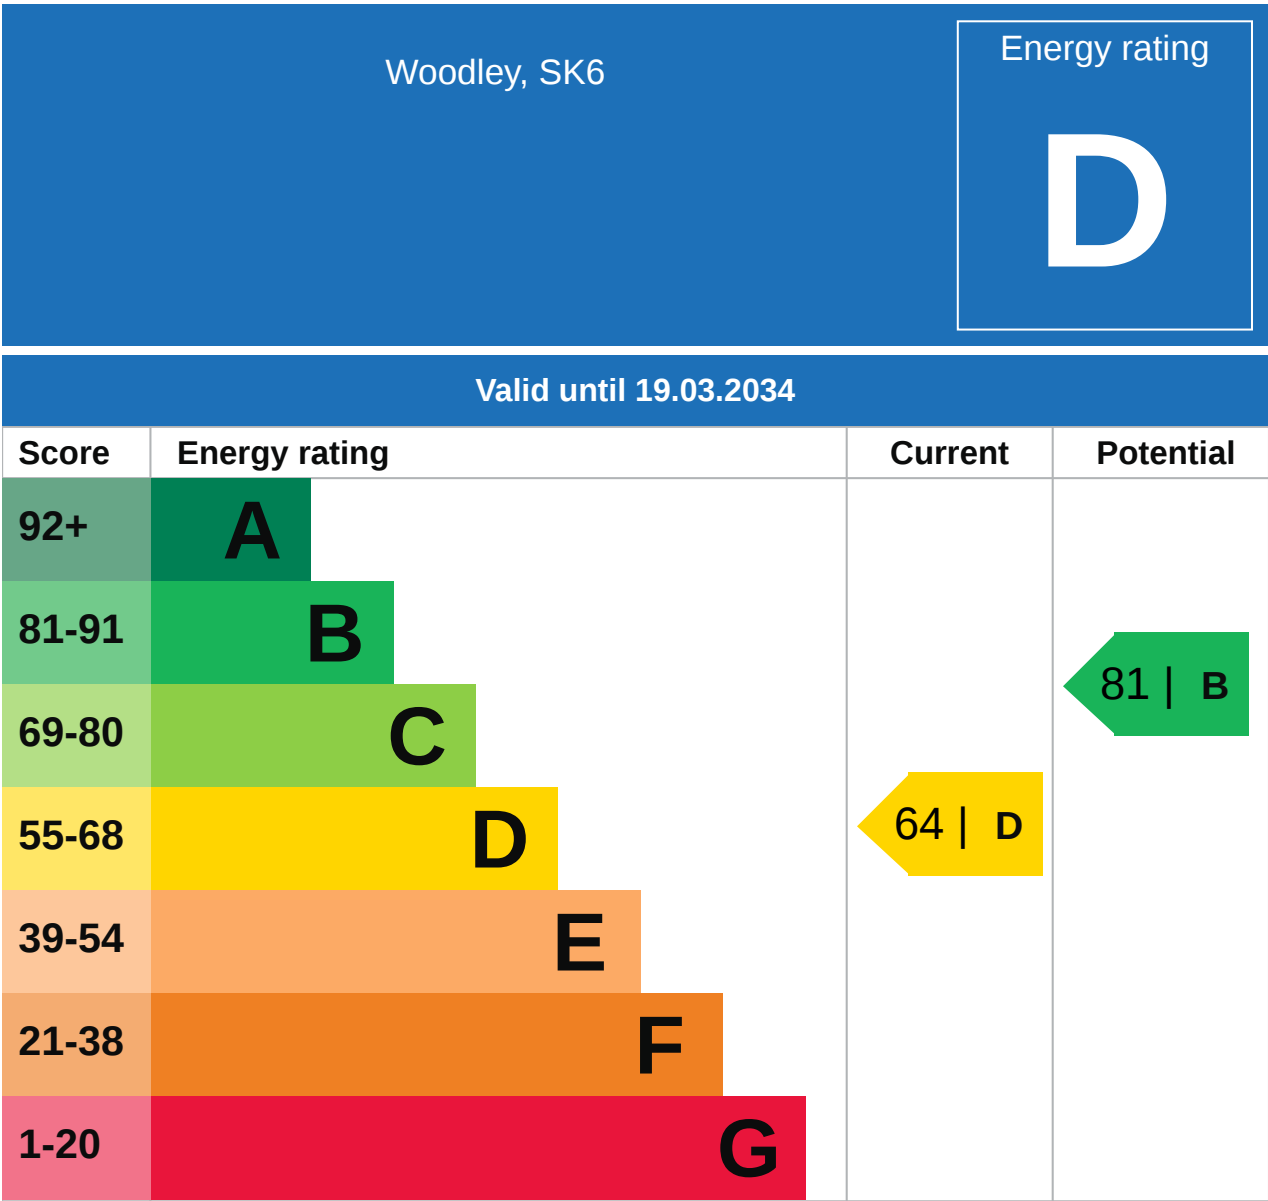 Woodley, SK6
Energy rating
D
Valid until 19.03.2034
Score Energy rating Current Potential
92+ A
81-91 B
81 | B
69-80 C
64 | D
55-68 D
39-54 E
21-38 F
1-20 G